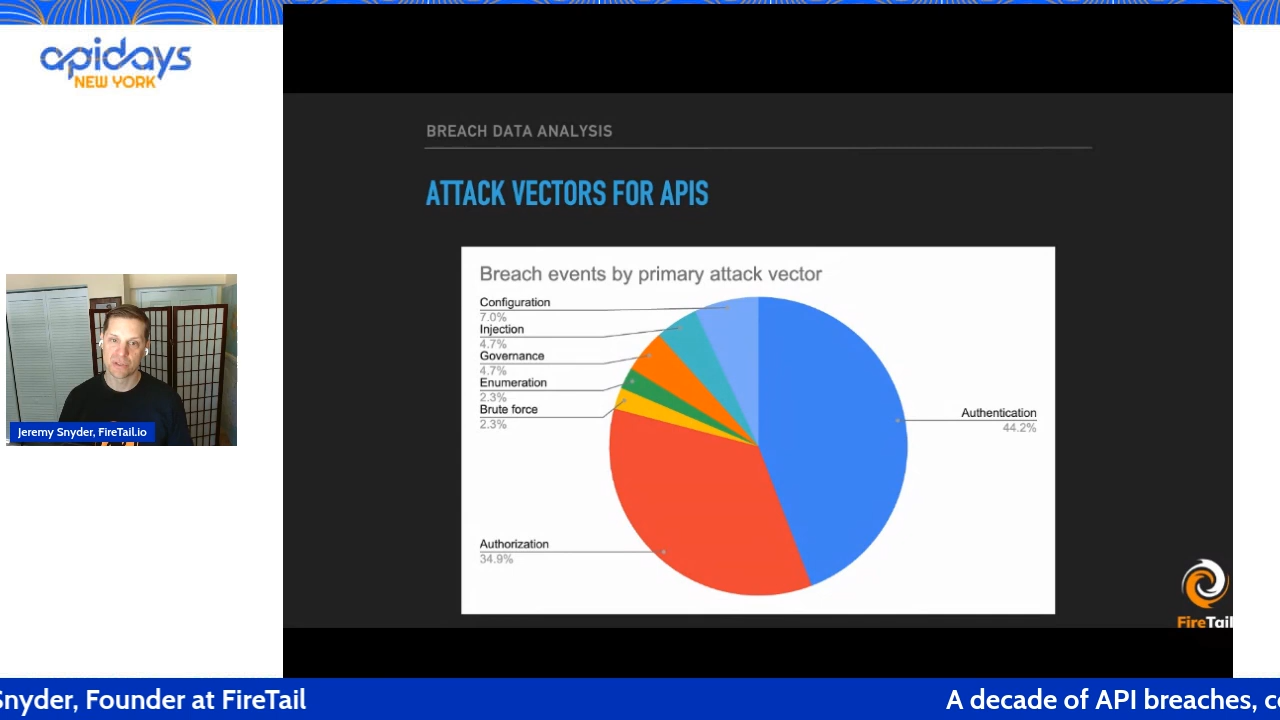 apidays
NEW YORK
BREACH DATA ANALYSIS
ATTACK VECTORS FOR APIS
Breach events by primary attack vector
Configuration
7.0%
Injection
4.7%
Governance
4.7%
Enumeration
2.3%
Brute force
2.3%
Authentication
44.2%
Authorization
34.9%
Jeremy Snyder, FireTail.io
FireTail
Snyder, Founder at FireTail
A decade of API breaches, c